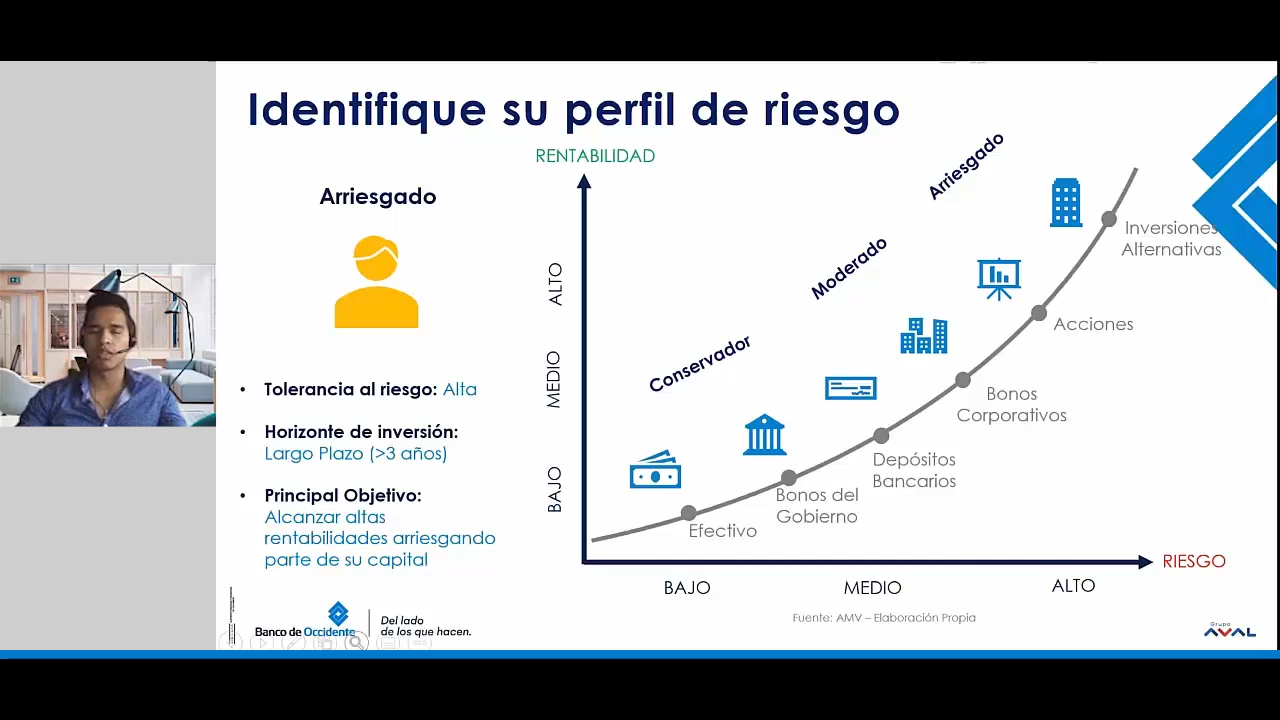 Identifique su perfil de riesgo
Arriesgado
• Tolerancia al riesgo: Alta
• Horizonte de inversión:
Largo Plazo (>3 años)
• Principal Objetivo:
Alcanzar altas
rentabilidades arriesgando
parte de su capital
RENTABILIDAD
ALTO
MEDIO
BAJO
Conservador
Moderado
Arriesgado
Efectivo
Bonos del
Gobierno
Depósitos
Bancarios
Bonos
Corporativos
Acciones
Inversiones
Alternativas
BAJO
MEDIO
ALTO
RIESGO
Fuente: AMV – Elaboración Propia
Banco de Occidente
Del lado
de los que hacen.
Grupo
AVAL